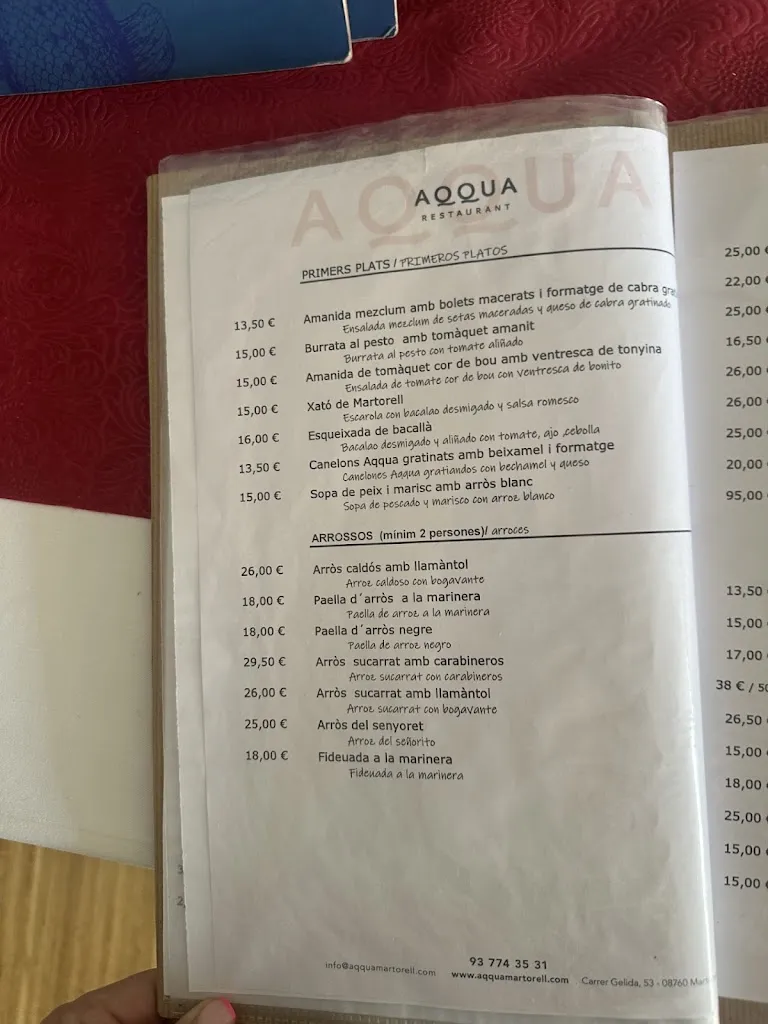 AQQUA
AQQUA
RESTAURANT
PRIMERS PLATS / PRIMEROS PLATOS
13,50 € Amanida mezclum amb bolets macerats i formatge de cabra
Ensalada mezclum de setas maceradas y queso de cabra gratinado
15,00 € Burrata al pesto amb tomàquet amanit
Burrata al pesto con tomate aliñado
15,00 € Amanida de tomàquet cor de bou amb ventresca de tonyina
Ensalada de tomate cor de bou con ventresca de bonito
15,00 € Xató de Martorell
Escarola con bacalao desmigado y salsa romesco
16,00 € Esqueixada de bacallà
Bacalao desmigado y aliñado con tomate, ajo ,cebolla
13,50 € Canelons Aqqua gratinats amb beixamel i formatge
Canelones Aqqua gratiandos con bechamel y queso
15,00 € Sopa de peix i marisc amb arròs blanc
Sopa de pescado y marisco con arroz blanco
ARROSSOS (mínim 2 persones)/ arroces
26,00 € Arròs caldós amb llamàntol
Arroz caldoso con bogavante
18,00 € Paella d´arròs a la marinera
Paella de arroz a la marinera
18,00 € Paella d´arròs negre
Paella de arroz negro
29,50 € Arròs sucarrat amb carabineros
Arroz sucarrat con carabineros
26,00 € Arròs sucarrat amb llamàntol
Arroz sucarrat con bogavante
25,00 € Arròs del senyoret
Arroz del señorito
18,00 € Fideuada a la marinera
Fideuada a la marinera
93 774 35 31
info@aqquamartorell.com www.aqquamartorell.com Carrer Gelida, 53 - 08760
25,00 €
22,00
25,00
16,50
26,00
26,00
25,00
20,00
95,00
13,50
15,00
17,00
38 € /
26,50
15,00
18,00
25,00
15,00
15,00